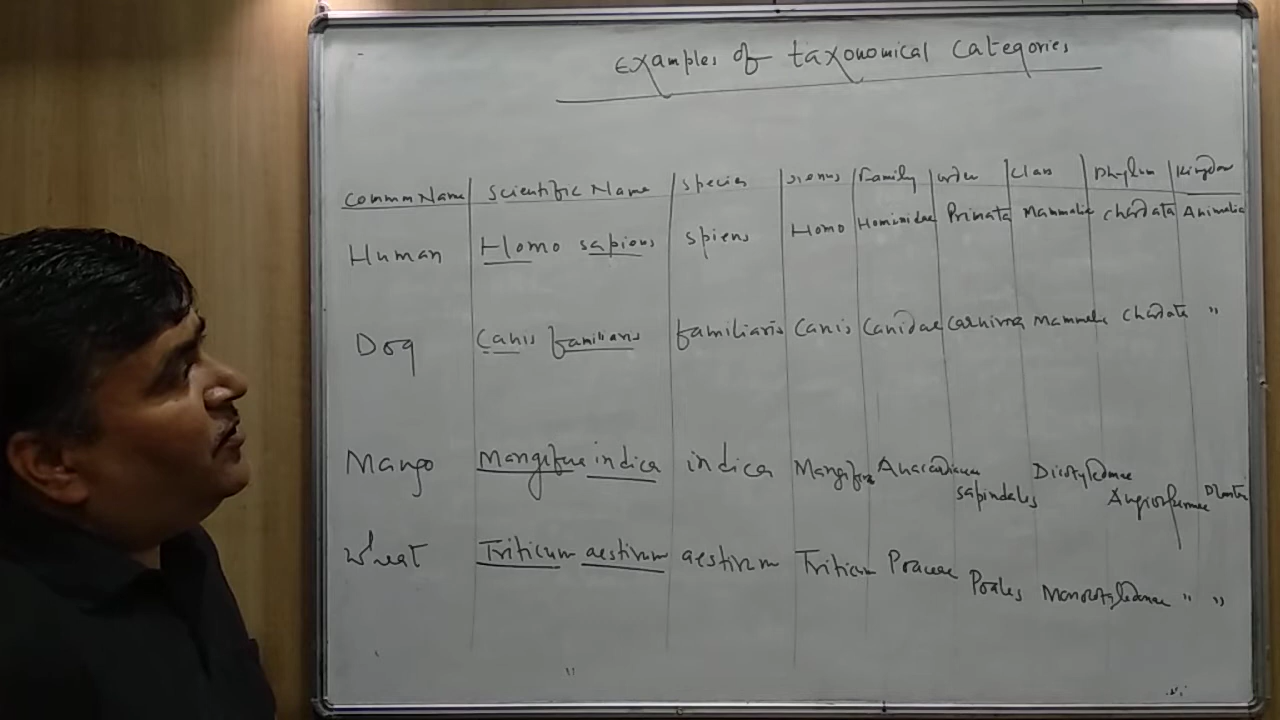 Examples of taxonomical Categories
Common Name Scientific Name Species Genus Family order Class Phylum Kingdom
Human Homo sapiens spiens Homo Hominidae Primata Mammalia chordata Animalia
Dog Canis familiaris familiaris Canis Canidae Carnivora Mammalia chordata "
Mango Mangifera indica indica Mangifera Anacardiaceae sapindales Dicotyledonae Angiospermae Plantae
Wheat Triticum aestivum aestivum Triticum Poaceae Poales Monocotyledonae " "